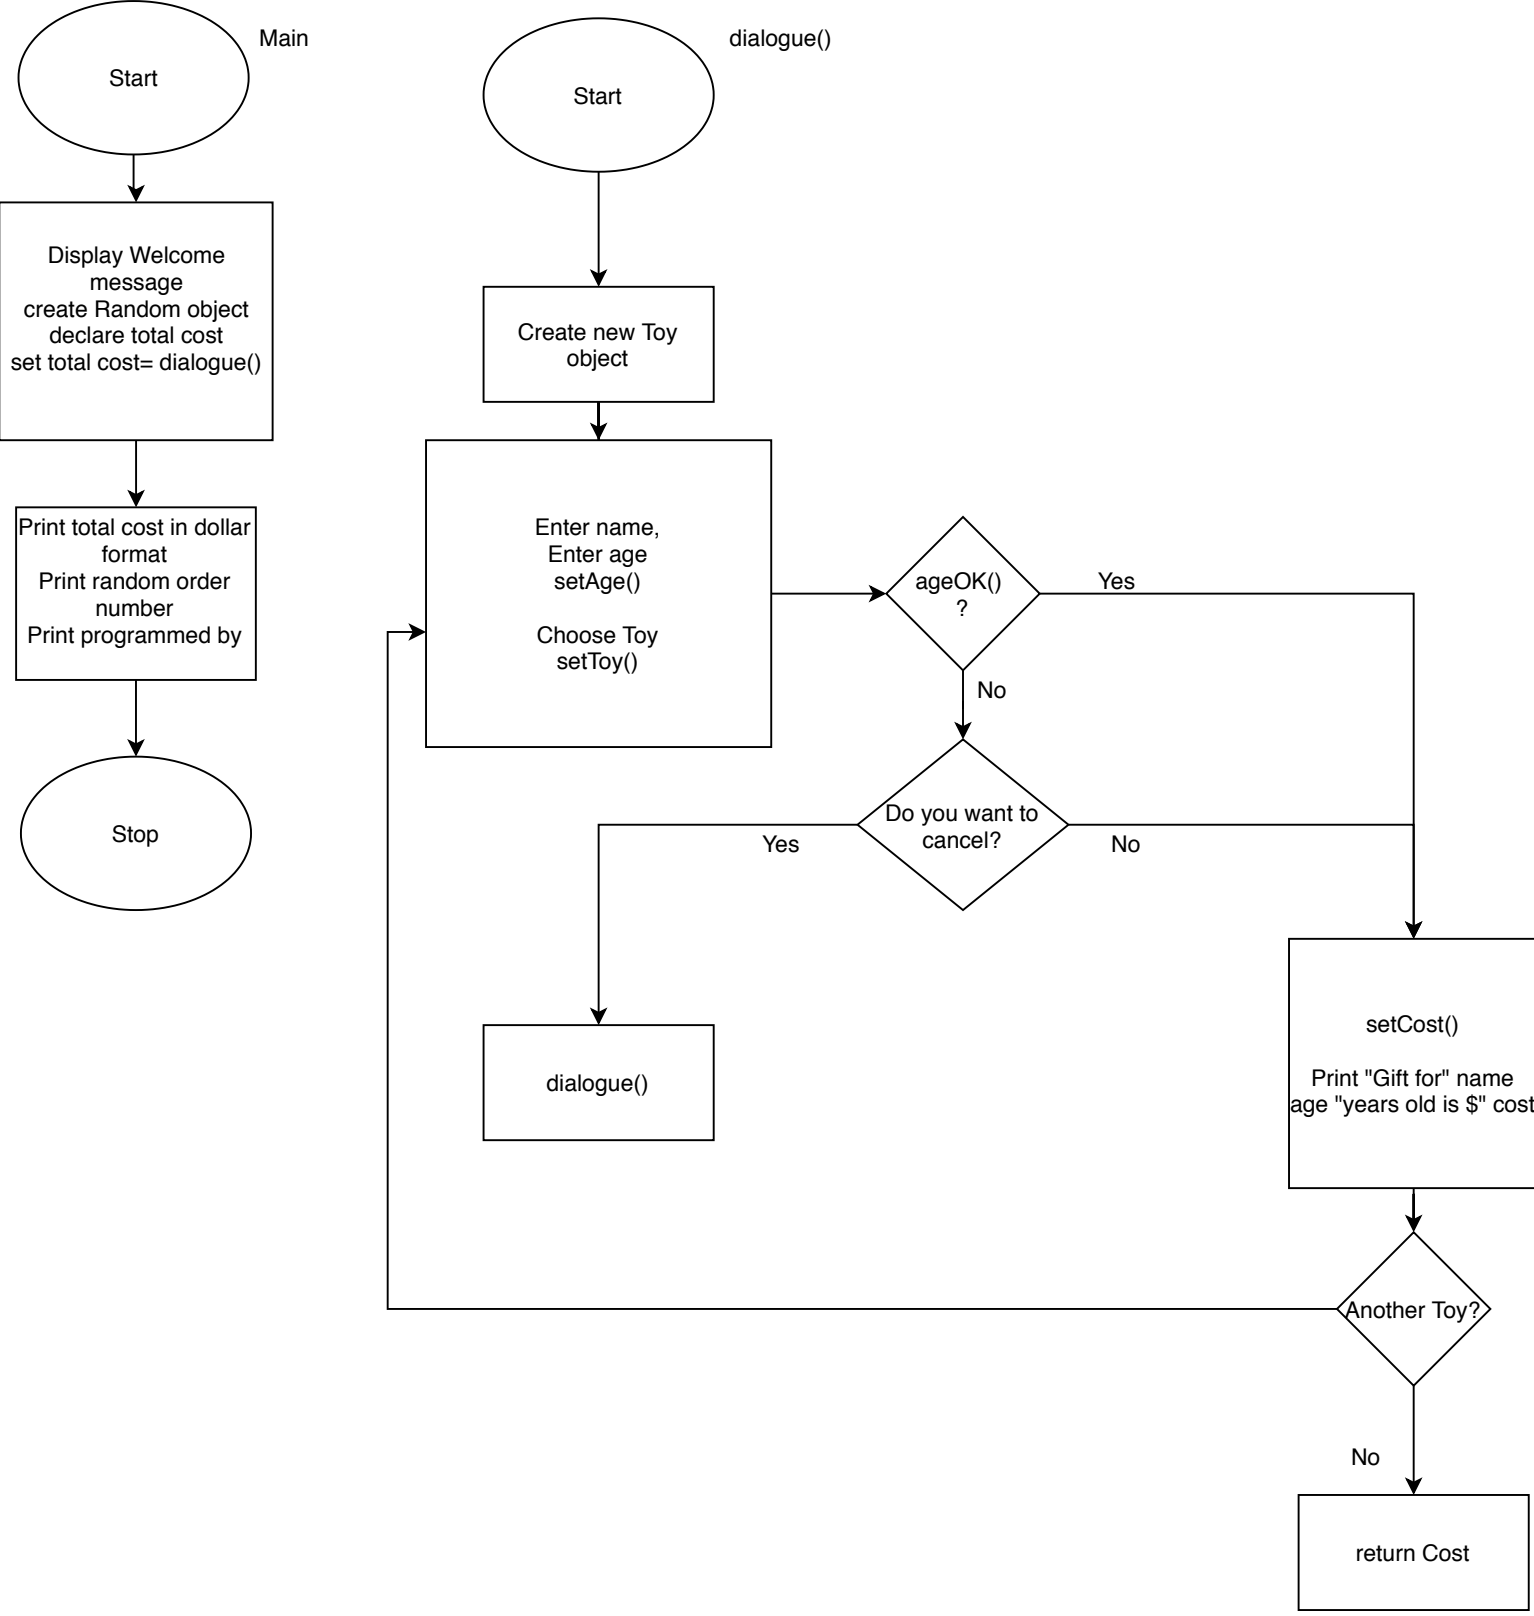 Main
Start
Display Welcome
message
create Random object
declare total cost
set total cost= dialogue()
Print total cost in dollar
format
Print random order
number
Print programmed by
Stop
dialogue()
Start
Create new Toy
object
Enter name,
Enter age
setAge()
Choose Toy
setToy()
ageOK()
?
Yes
No
Do you want to
cancel?
Yes
No
dialogue()
setCost()
Print "Gift for" name
age "years old is $" cost
Another Toy?
No
return Cost